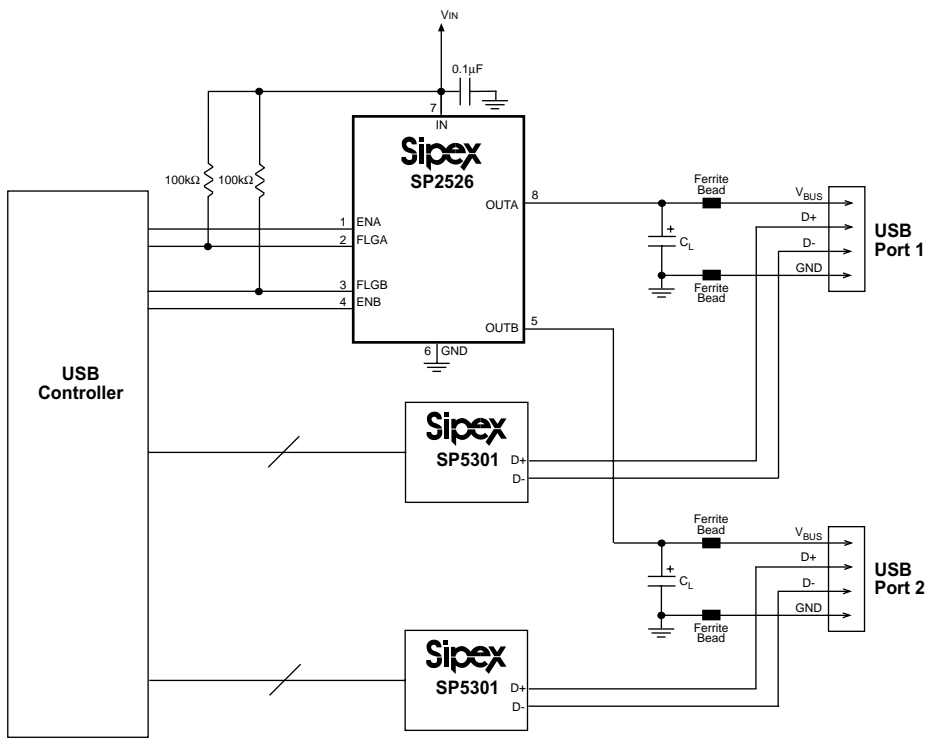 VIN
0.1µF
7
IN
Sipex
SP2526
100kΩ
100kΩ
OUTA
8
1
ENA
2
FLGA
3
FLGB
4
ENB
OUTB
5
6
GND
Ferrite
Bead
VBUS
D+
D-
GND
CL
Ferrite
Bead
USB
Port 1
USB
Controller
Sipex
SP5301
D+
D-
Ferrite
Bead
VBUS
D+
D-
GND
CL
Ferrite
Bead
USB
Port 2
Sipex
SP5301
D+
D-